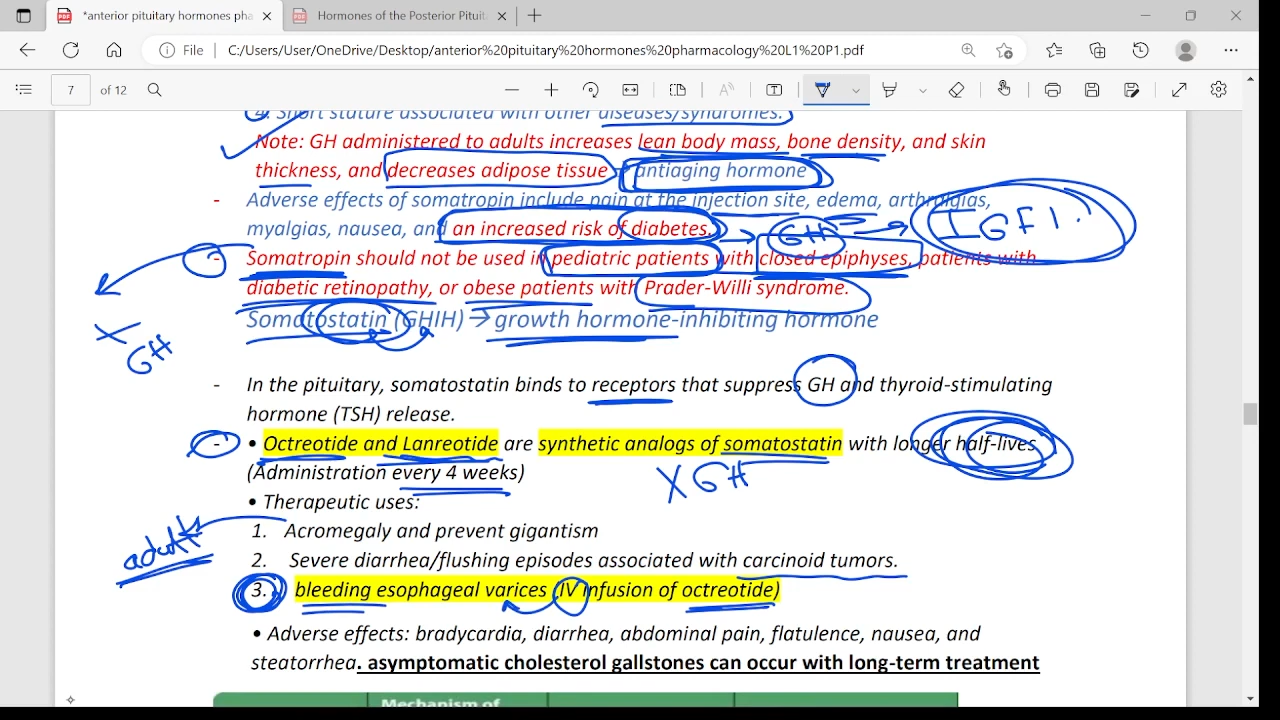 *anterior pituitary hormones pha
Hormones of the Posterior Pituit
File
C:/Users/User/OneDrive/Desktop/anterior%20pituitary%20hormones%20pharmacology%20L1%20P1.pdf
7 of 12
4. Short stature associated with other diseases/syndromes.
Note: GH administered to adults increases lean body mass, bone density, and skin
thickness, and decreases adipose tissue → antiaging hormone
- Adverse effects of somatropin include pain at the injection site, edema, arthralgias,
myalgias, nausea, and an increased risk of diabetes.
GH
IGF1
- Somatropin should not be used in pediatric patients with closed epiphyses, patients with
diabetic retinopathy, or obese patients with Prader-Willi syndrome.
Somatostatin (GHIH) → growth hormone-inhibiting hormone
X GH
- In the pituitary, somatostatin binds to receptors that suppress GH and thyroid-stimulating
hormone (TSH) release.
- • Octreotide and Lanreotide are synthetic analogs of somatostatin with longer half-lives.
(Administration every 4 weeks)
X GH
• Therapeutic uses:
1. Acromegaly and prevent gigantism
adult
2. Severe diarrhea/flushing episodes associated with carcinoid tumors.
3. bleeding esophageal varices (IV infusion of octreotide)
• Adverse effects: bradycardia, diarrhea, abdominal pain, flatulence, nausea, and
steatorrhea. asymptomatic cholesterol gallstones can occur with long-term treatment
Mechanism of